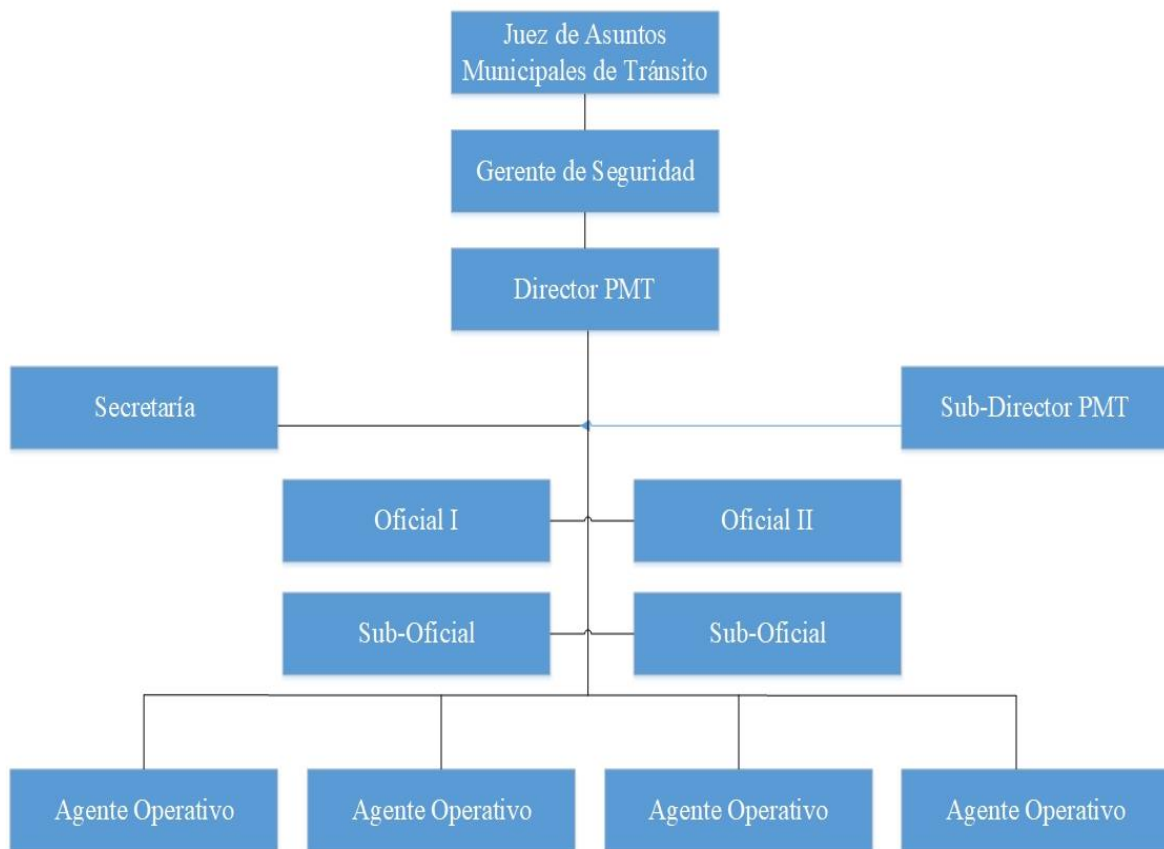 Juez de Asuntos
Municipales de Tránsito
Gerente de Seguridad
Director PMT
Secretaría
Sub-Director PMT
Oficial I
Oficial II
Sub-Oficial
Sub-Oficial
Agente Operativo
Agente Operativo
Agente Operativo
Agente Operativo